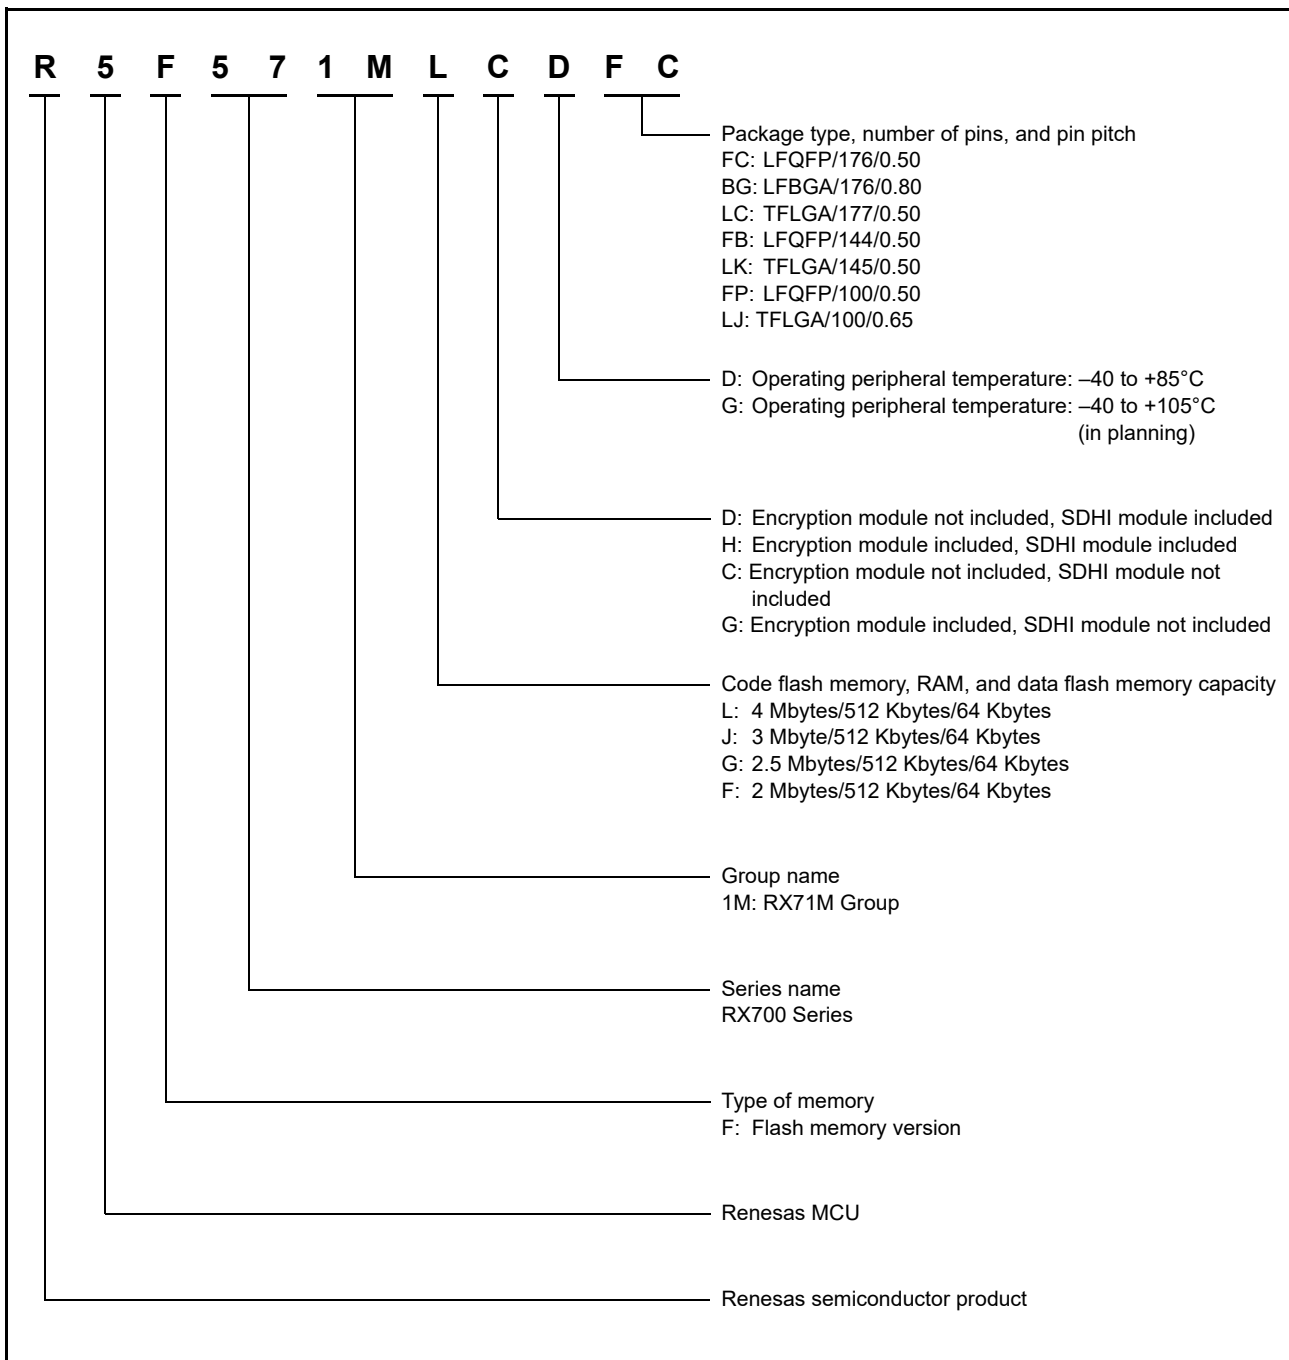 R 5 F 5 7 1 M L C D F C
Package type, number of pins, and pin pitch
FC: LFQFP/176/0.50
BG: LFBGA/176/0.80
LC: TFLGA/177/0.50
FB: LFQFP/144/0.50
LK: TFLGA/145/0.50
FP: LFQFP/100/0.50
LJ: TFLGA/100/0.65
D: Operating peripheral temperature: –40 to +85°C
G: Operating peripheral temperature: –40 to +105°C
(in planning)
D: Encryption module not included, SDHI module included
H: Encryption module included, SDHI module included
C: Encryption module not included, SDHI module not
included
G: Encryption module included, SDHI module not included
Code flash memory, RAM, and data flash memory capacity
L: 4 Mbytes/512 Kbytes/64 Kbytes
J: 3 Mbyte/512 Kbytes/64 Kbytes
G: 2.5 Mbytes/512 Kbytes/64 Kbytes
F: 2 Mbytes/512 Kbytes/64 Kbytes
Group name
1M: RX71M Group
Series name
RX700 Series
Type of memory
F: Flash memory version
Renesas MCU
Renesas semiconductor product